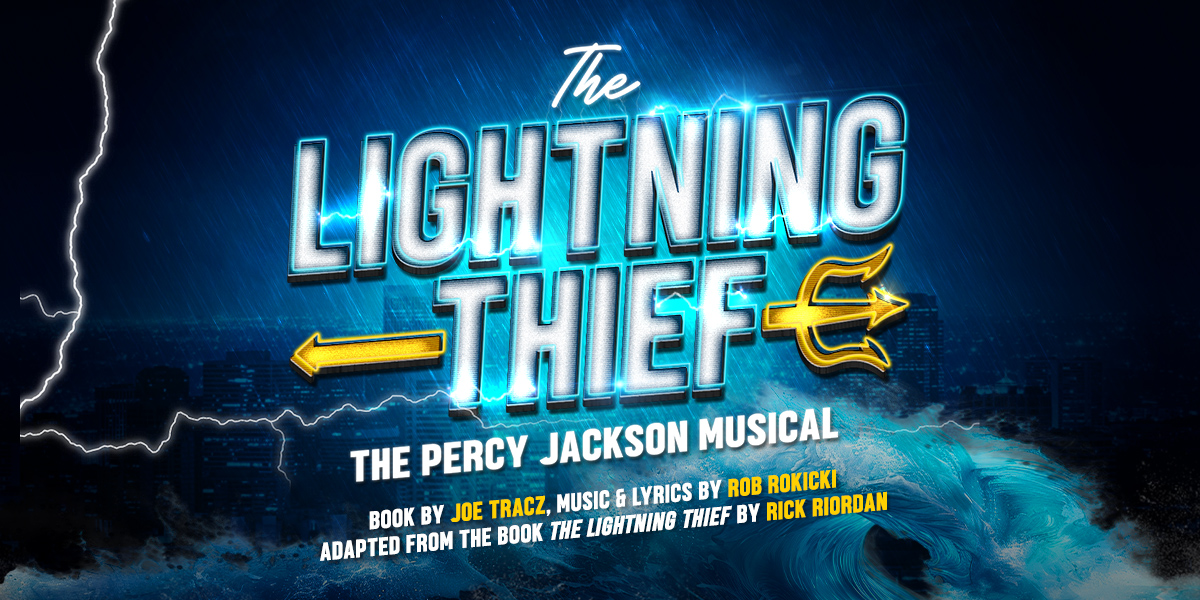 The
LIGHTNING
THIEF
THE PERCY JACKSON MUSICAL
BOOK BY JOE TRACZ, MUSIC & LYRICS BY ROB ROKICKI
ADAPTED FROM THE BOOK THE LIGHTNING THIEF BY RICK RIORDAN